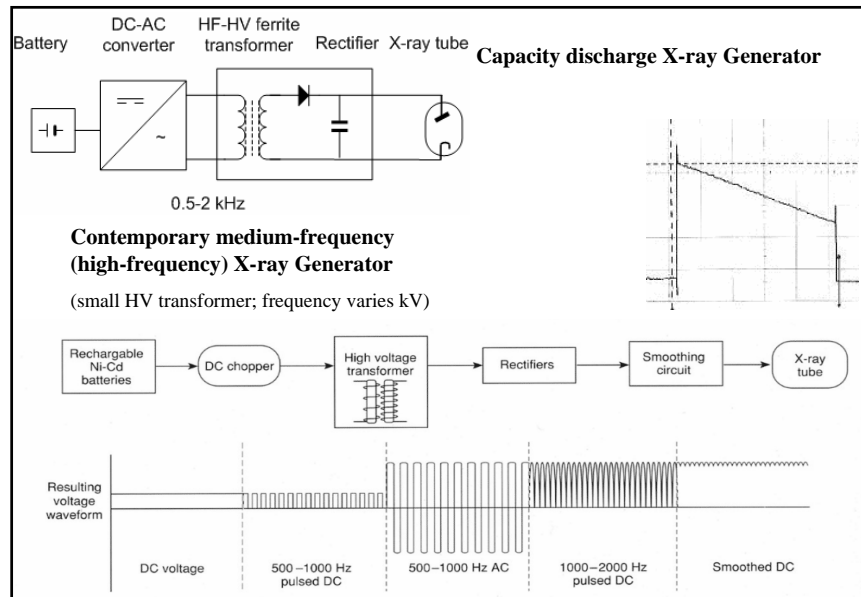 DC-AC
converter
HF-HV ferrite
transformer
Battery
Rectifier
X-ray tube
Capacity discharge X-ray Generator
~
0.5-2 kHz
Contemporary medium-frequency
(high-frequency) X-ray Generator
(small HV transformer; frequency varies kV)
Rechargable
Ni-Cd
batteries
DC chopper
High voltage
transformer
Rectifiers
Smoothing
circuit
X-ray
tube
Resulting
voltage
waveform
DC voltage
500–1000 Hz
pulsed DC
500–1000 Hz AC
1000–2000 Hz
pulsed DC
Smoothed DC